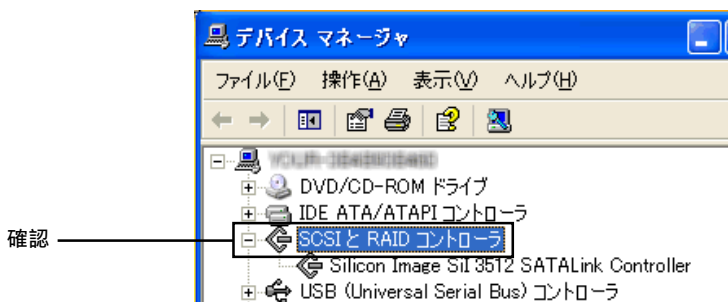 デバイス マネージャ
ファイル(F) 操作(A) 表示(V) ヘルプ(H)
DVD/CD-ROM ドライブ
IDE ATA/ATAPI コントローラ
確認
SCSI と RAID コントローラ
Silicon Image SiI 3512 SATALink Controller
USB (Universal Serial Bus) コントローラ